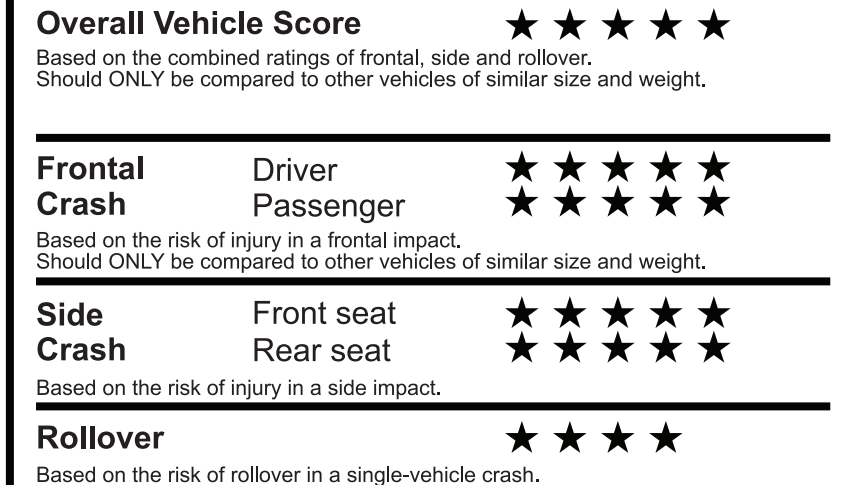 Overall Vehicle Score ★ ★ ★ ★ ★
Based on the combined ratings of frontal, side and rollover.
Should ONLY be compared to other vehicles of similar size and weight.
Frontal Driver ★ ★ ★ ★ ★
Crash Passenger ★ ★ ★ ★ ★
Based on the risk of injury in a frontal impact.
Should ONLY be compared to other vehicles of similar size and weight.
Side Front seat ★ ★ ★ ★ ★
Crash Rear seat ★ ★ ★ ★ ★
Based on the risk of injury in a side impact.
Rollover ★ ★ ★ ★
Based on the risk of rollover in a single-vehicle crash.